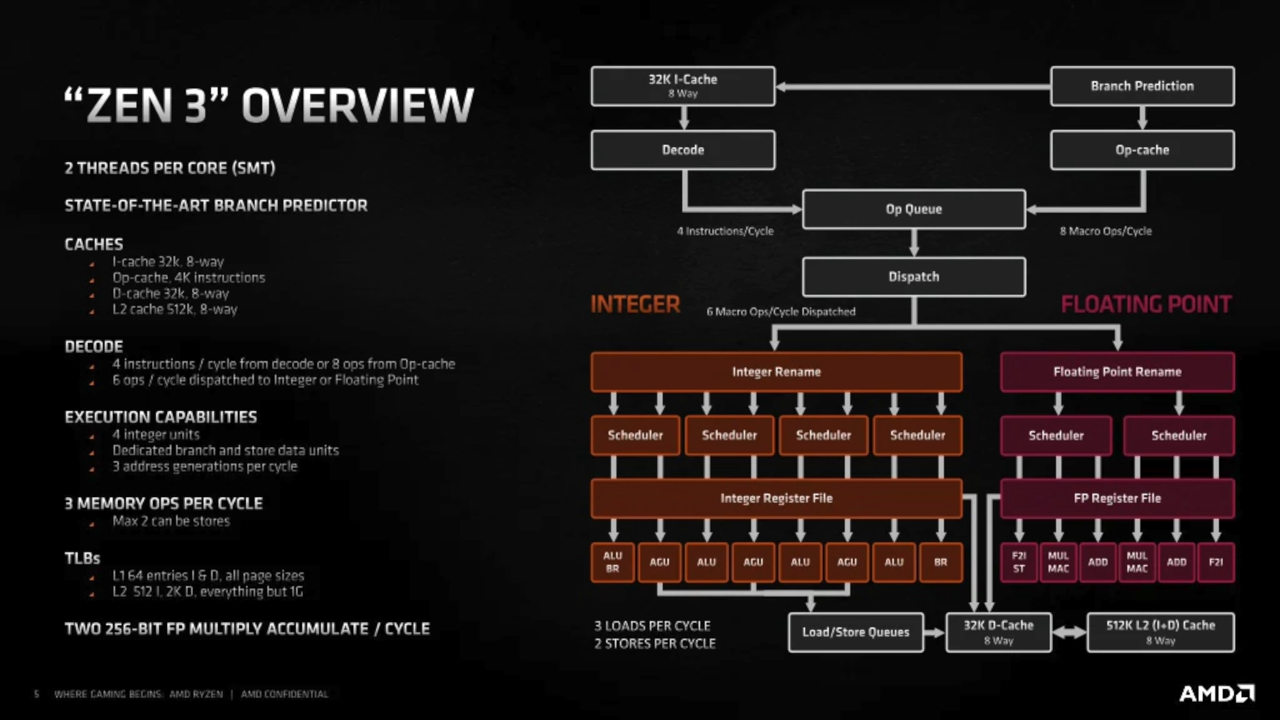 “ZEN 3” OVERVIEW
2 THREADS PER CORE (SMT)
STATE-OF-THE-ART BRANCH PREDICTOR
CACHES
I-cache 32k, 8-way
Op-cache, 4K instructions
D-cache 32k, 8-way
L2 cache 512k, 8-way
DECODE
4 instructions / cycle from decode or 8 ops from Op-cache
6 ops / cycle dispatched to Integer or Floating Point
EXECUTION CAPABILITIES
4 integer units
Dedicated branch and store data units
3 address generations per cycle
3 MEMORY OPS PER CYCLE
Max 2 can be stores
TLBs
L1 64 entries I & D, all page sizes
L2 512 I, 2K D, everything but 1G
TWO 256-BIT FP MULTIPLY ACCUMULATE / CYCLE
32K I-Cache
8 Way
Branch Prediction
Decode
Op-cache
Op Queue
4 Instructions/Cycle
8 Macro Ops/Cycle
Dispatch
INTEGER
6 Macro Ops/Cycle Dispatched
FLOATING POINT
Integer Rename
Floating Point Rename
Scheduler
Scheduler
Scheduler
Scheduler
Scheduler
Scheduler
Integer Register File
FP Register File
ALU
BR
AGU
ALU
AGU
ALU
AGU
ALU
BR
F2I
ST
MUL
MAC
ADD
MUL
MAC
ADD
F2I
3 LOADS PER CYCLE
2 STORES PER CYCLE
Load/Store Queues
32K D-Cache
8 Way
512K L2 (I+D) Cache
8 Way
5 WHERE GAMING BEGINS: AMD RYZEN | AMD CONFIDENTIAL
AMD